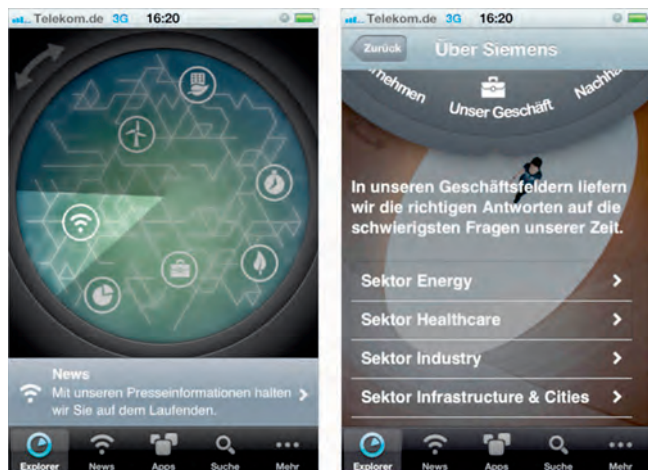 Telekom.de 3G 16:20
News
Mit unseren Presseinformationen halten
wir Sie auf dem Laufenden.
Explorer News Apps Suche Mehr
Telekom.de 3G 16:20
Zurück Über Siemens
Unser Geschäft
In unseren Geschäftsfeldern liefern
wir die richtigen Antworten auf die
schwierigsten Fragen unserer Zeit.
Sektor Energy
Sektor Healthcare
Sektor Industry
Sektor Infrastructure & Cities
Explorer News Apps Suche Mehr